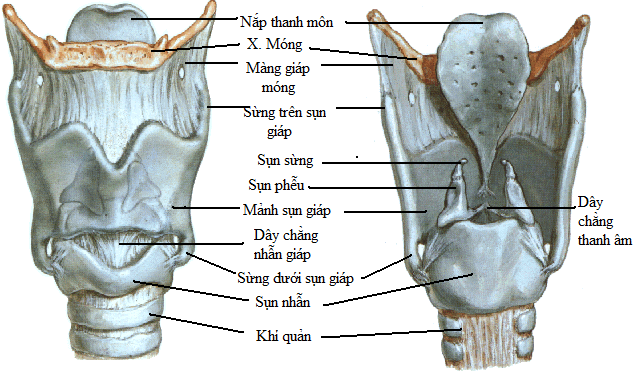 Nắp thanh môn
X. Móng
Màng giáp
móng
Sừng trên sụn
giáp
Sụn sừng
Sụn phễu
Mảnh sụn giáp
Dây chằng
nhẫn giáp
Sừng dưới sụn giáp
Sụn nhẫn
Khí quản
Dây
chằng
thanh âm